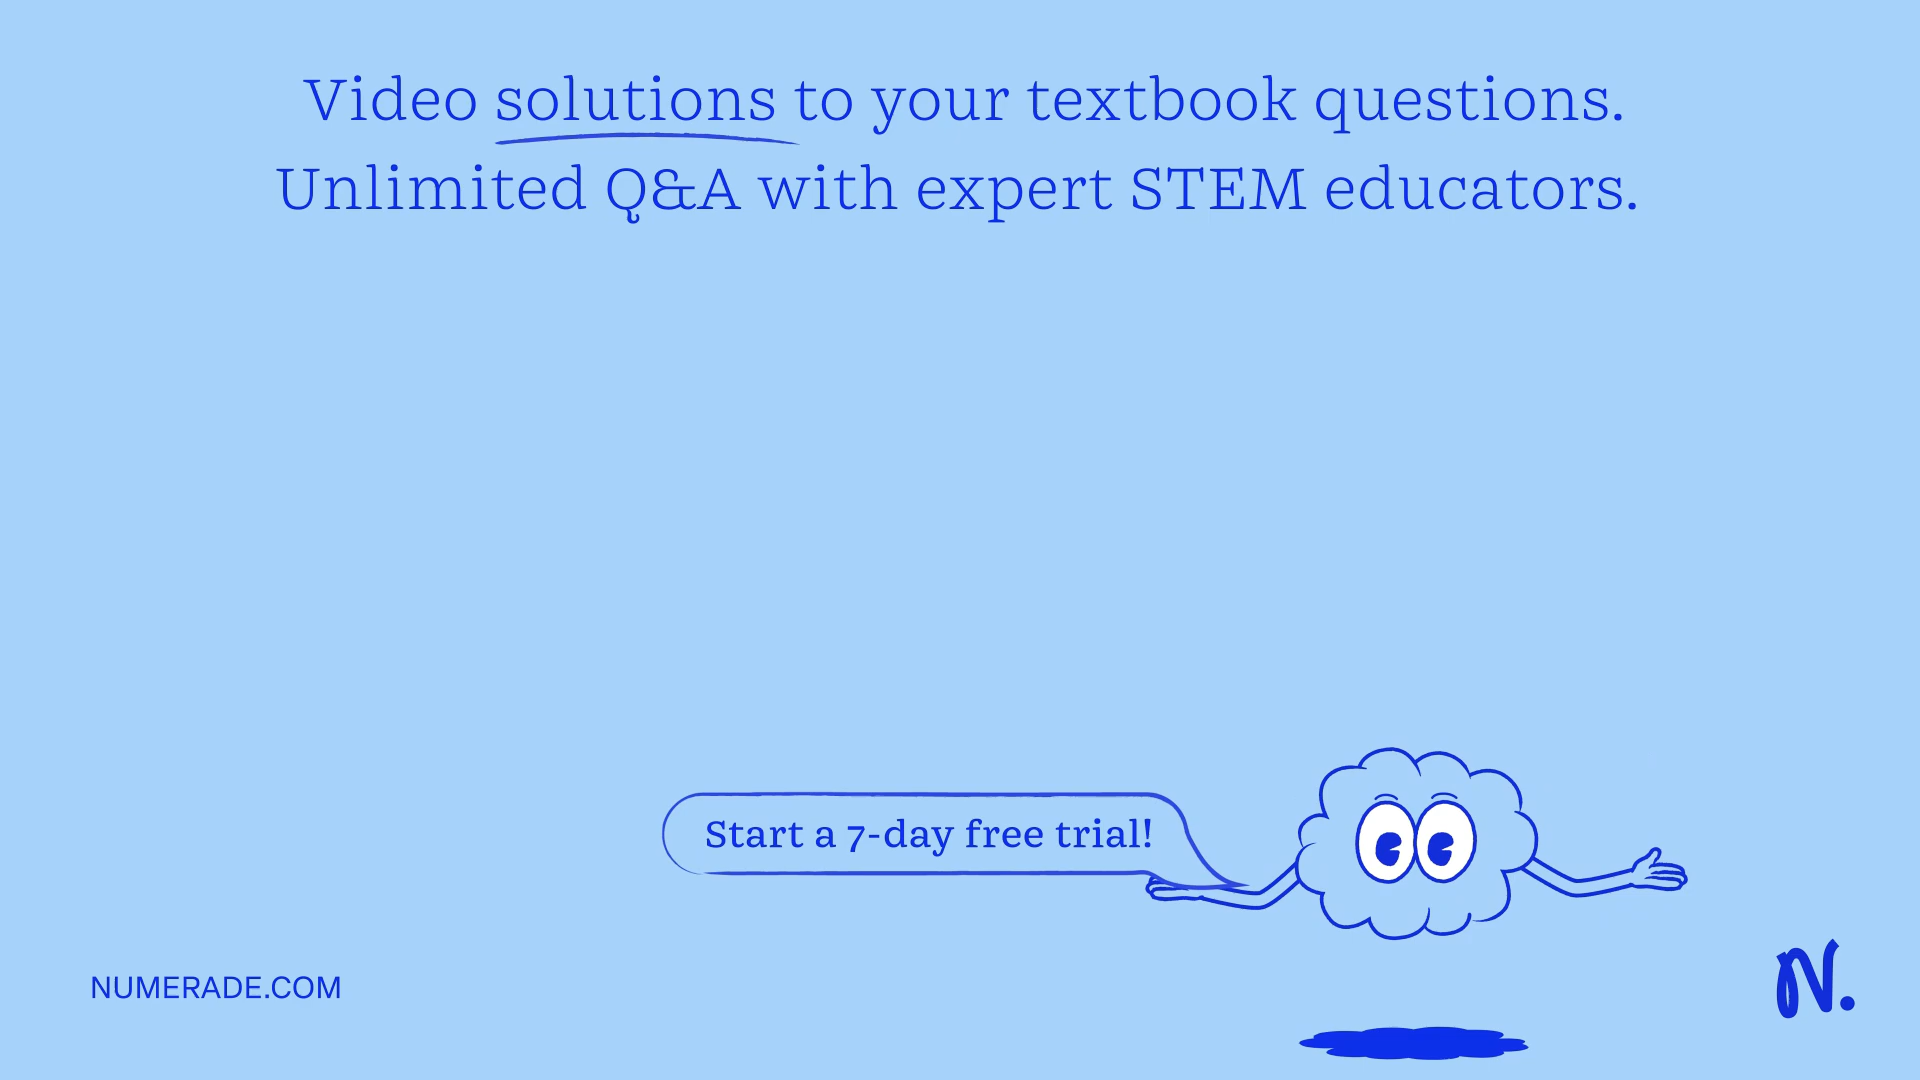 Video solutions to your textbook questions.
Unlimited Q&A with expert STEM educators.
Start a 7-day free trial!
NUMERADE.COM
N.